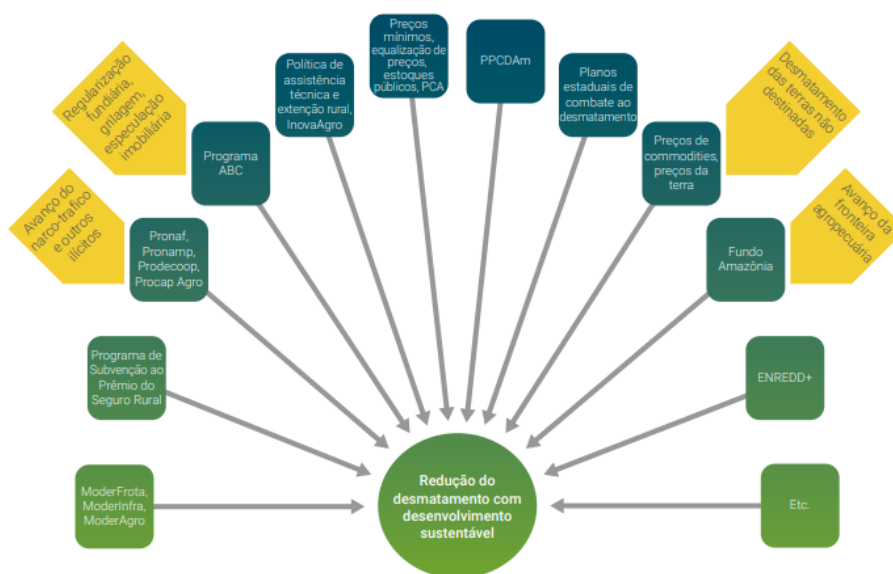 Preços
mínimos,
equalização de
preços, estoques
públicos, PCA
PPCDAm
Política de
assistência
técnica e
extenção rural,
InovaAgro
Planos
estaduais de
combate ao
desmatamento
Regularização
fundiária,
grilagem,
especulação
imobiliária
Desmatamento
das terras não
destinadas
Programa
ABC
Preços de
commodities,
preços da
terra
Avanço do
narco-trafico
e outros
ilícitos
Avanço da
fronteira
agropecuária
Pronaf,
Pronamp,
Prodecoop,
Procap Agro
Fundo
Amazônia
Programa de
Subvenção ao
Prêmio do
Seguro Rural
ENREDD+
Redução do
desmatamento com
desenvolvimento
sustentável
ModerFrota,
ModerInfra,
ModerAgro
Etc.